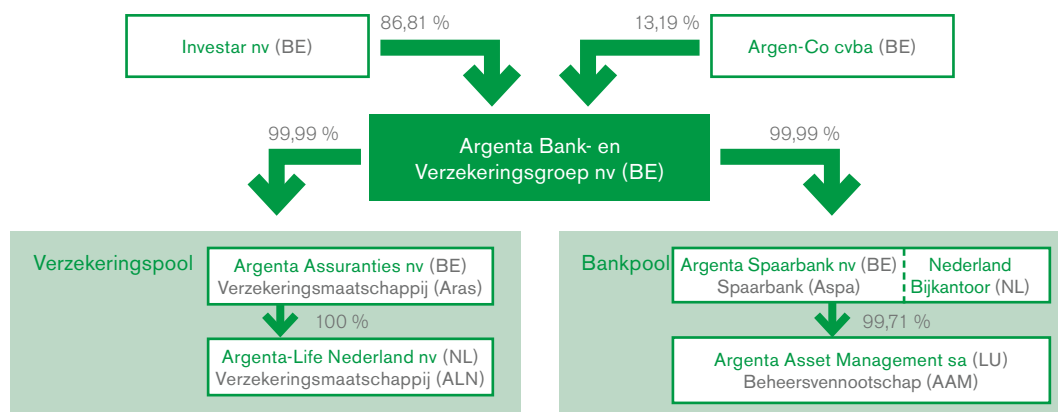 86,81 %
13,19 %
Investar nv (BE)
Argen-Co cvba (BE)
99,99 %
99,99 %
Argenta Bank- en
Verzekeringsgroep nv (BE)
Verzekeringspool
Argenta Assuranties nv (BE)
Verzekeringsmaatschappij (Aras)
100 %
Argenta-Life Nederland nv (NL)
Verzekeringsmaatschappij (ALN)
Bankpool
Argenta Spaarbank nv (BE)
Spaarbank (Aspa)
Nederland
Bijkantoor (NL)
99,71 %
Argenta Asset Management sa (LU)
Beheersvennootschap (AAM)